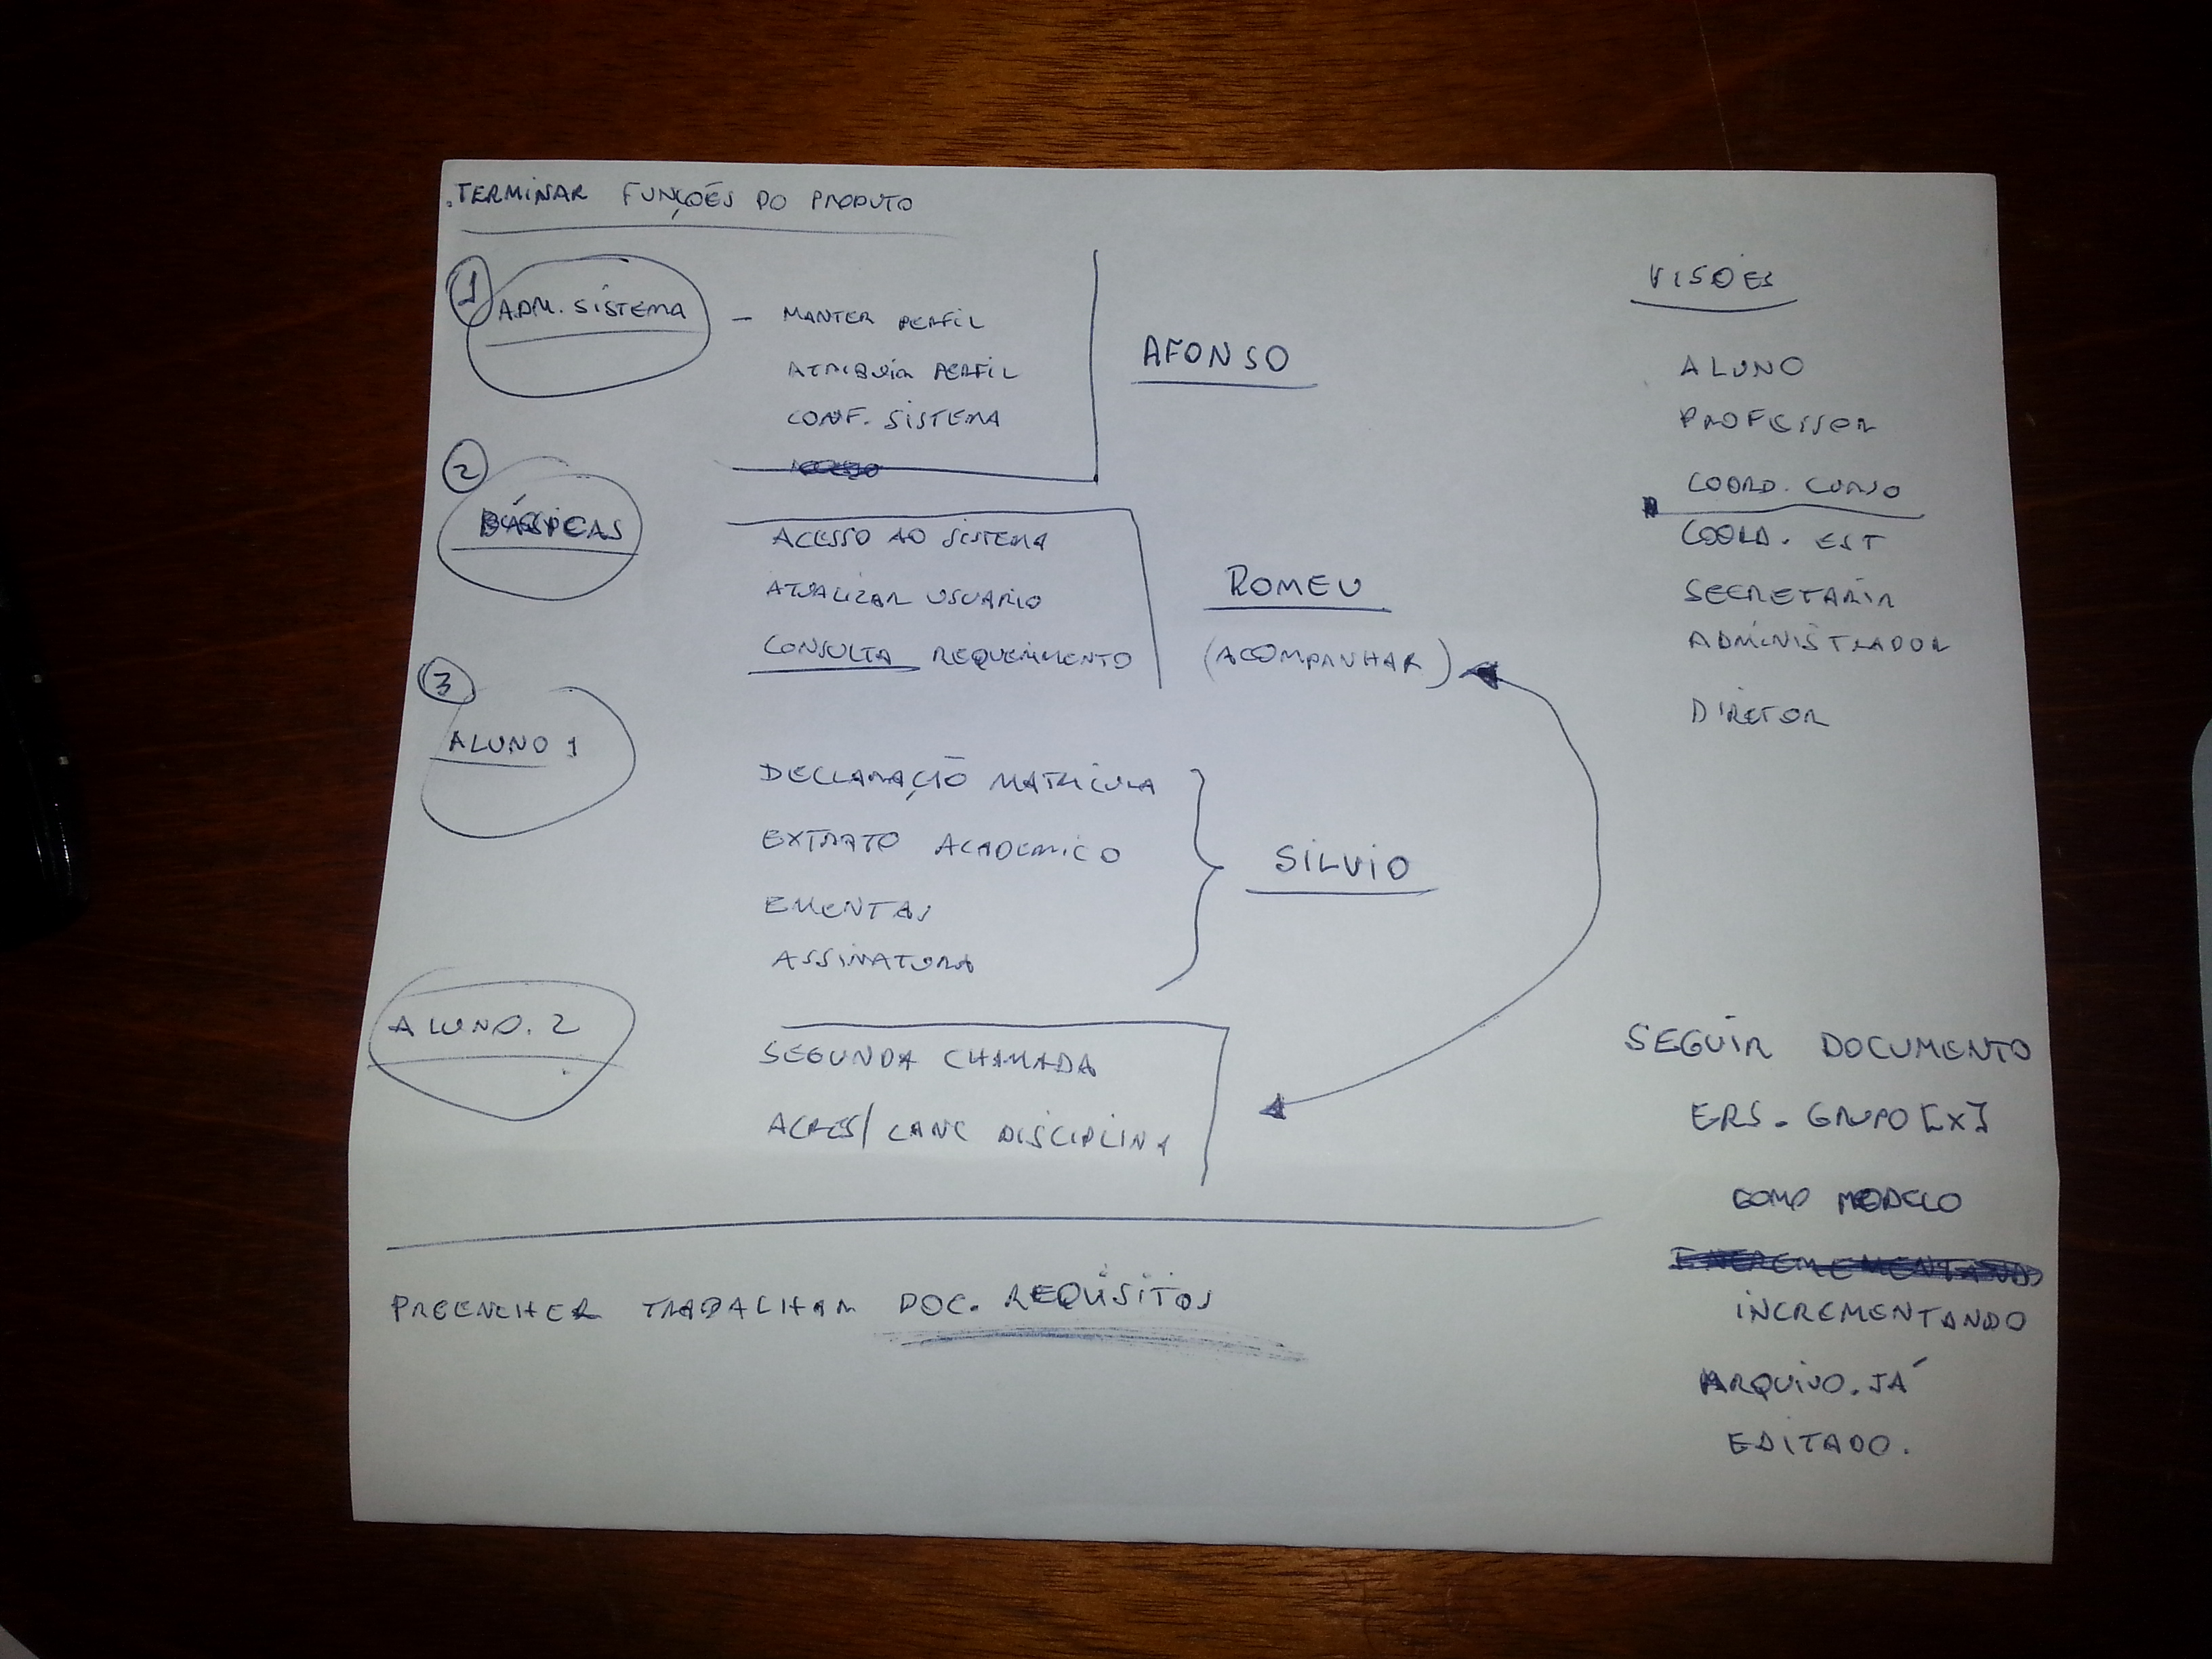 .TERMINAR FUNÇÕES DO PRODUTO
1 ADM. SISTEMA - MANTER PERFIL
ATRIBUIR PERFIL
CONF. SISTEMA
AFONSO
2 BÁSICAS
ACESSO AO SISTEMA
ATUALIZAR USUARIO
CONSULTA REQUERIMENTO
ROMEU
(ACOMPANHAR)
3
ALUNO 1
DECLARAÇÃO MATRICULA
EXTRATO ACADEMICO
EMENTAS
ASSINATURA
SILVIO
ALUNO. 2
SEGUNDA CHAMADA
ACRES/CANC DISCIPLINA
PREENCHER TRABALHAR DOC. REQUISITOS
VISÕES
ALUNO
PROFESSOR
COORD. CURSO
COORD. EST
SECRETARIA
ADMINISTRADOR
DIRETOR
SEGUIR DOCUMENTO
ERS. GRUPO [X]
COMO MODELO
INCREMENTANDO
ARQUIVO. JÁ
EDITADO.